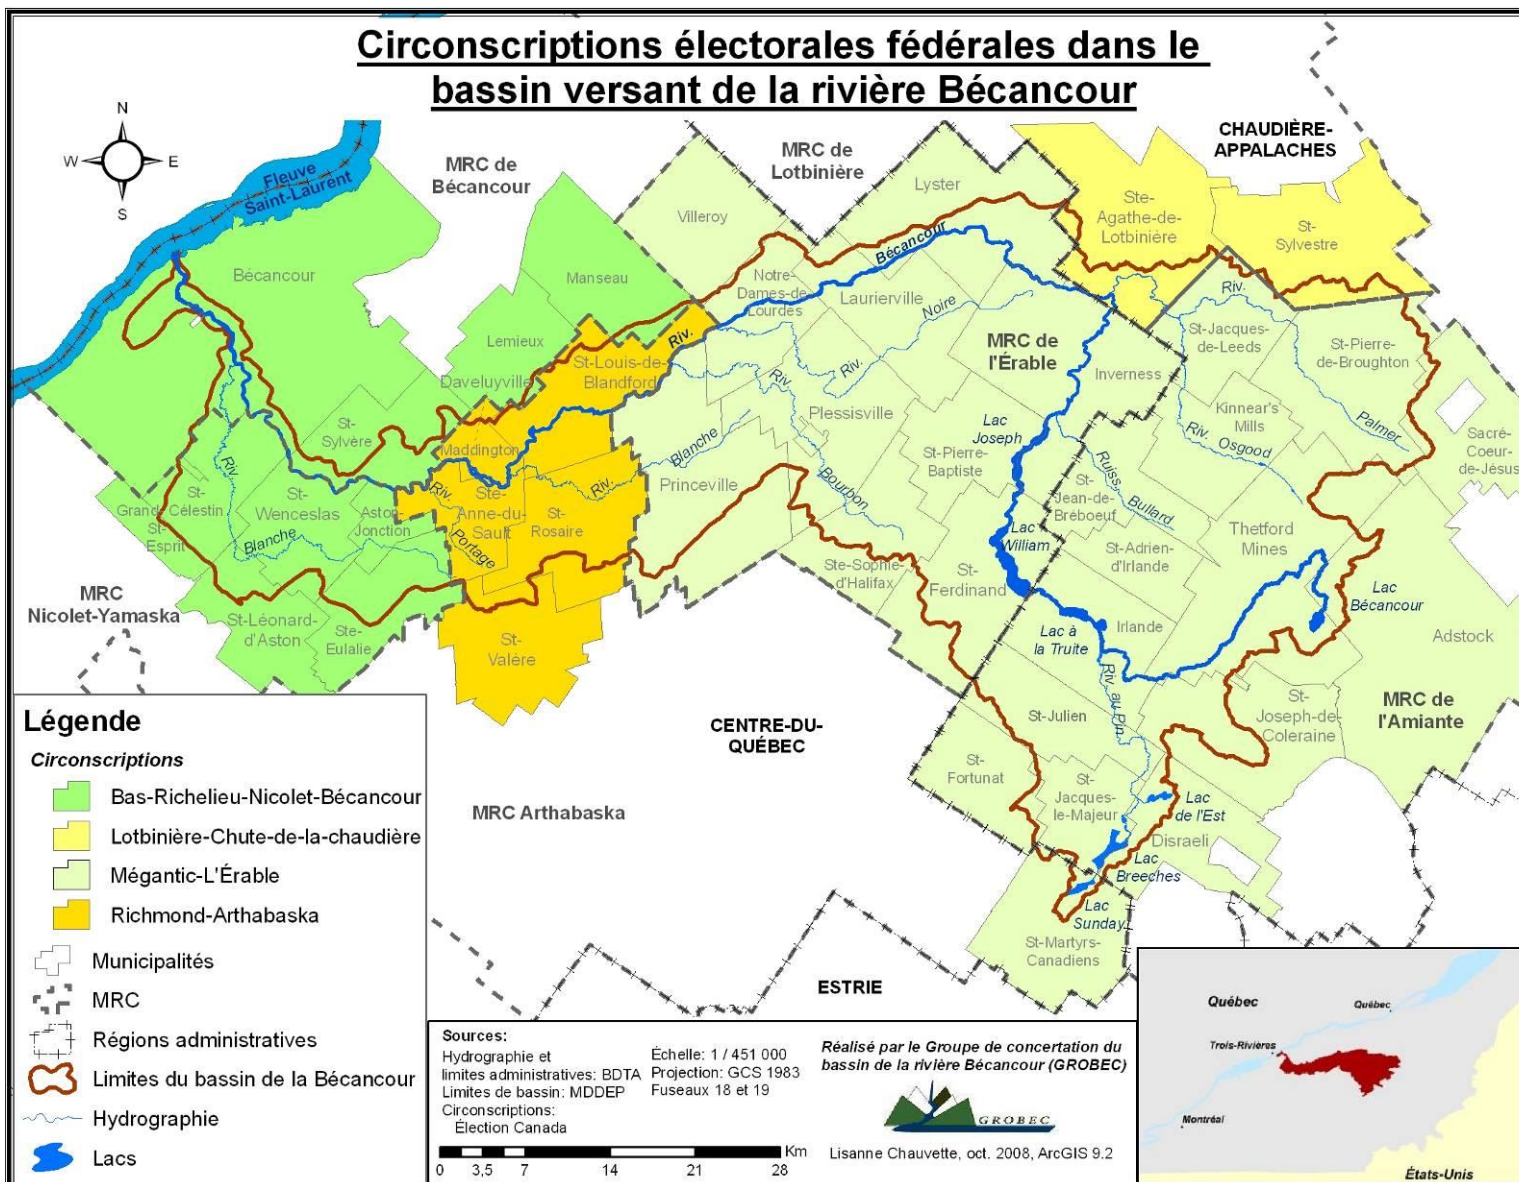 Circonscriptions électorales fédérales dans le
bassin versant de la rivière Bécancour
N
W
E
S
Fleuve
Saint-Laurent
MRC de
Bécancour
MRC de
Lotbinière
CHAUDIÈRE-
APPALACHES
Lyster
Villeroy
Ste-
Agathe-de-
Lotbinière
St-
Sylvestre
Bécancour
Manseau
Notre-
Dames-de-
Lourdes
Bécancour
Laurierville
Noire
Riv.
Riv.
St-Jacques-
de-Leeds
St-Pierre-
de-Broughton
Lemieux
Riv.
St-Louis-de-
Blandford
MRC de
l'Érable
Inverness
Daveluyville
Riv.
Plessisville
Kinnear's
Mills
Palmer
St-
Sylvère
Maddington
Blanche
Lac
Joseph
Riv. Osgood
Sacré-
Coeur-
de-Jésus
Riv.
St-Pierre-
Baptiste
Ruiss.
Bullard
St-
Célestin
Grand-
St-
Esprit
St-
Wenceslas
Aston-
Jonction
Riv.
Portage
Ste-
Anne-du-
Sault
Riv.
St-
Rosaire
Princeville
Bourbon
St-
Jean-de-
Bréboeuf
Thetford
Mines
Blanche
Lac
William
St-Adrien-
d'Irlande
Ste-Sophie-
d'Halifax
St-
Ferdinand
Lac
Bécancour
MRC
Nicolet-Yamaska
St-Léonard-
d'Aston
Ste-
Eulalie
St-
Valère
Lac à
la Truite
Irlande
Adstock
Riv. au Pin
CENTRE-DU-
QUÉBEC
St-Julien
St-
Joseph-de-
Coleraine
MRC de
l'Amiante
St-
Fortunat
St-
Jacques-
le-Majeur
Lac
de l'Est
MRC Arthabaska
Disraeli
Lac
Breeches
Lac
Sunday
St-Martyrs-
Canadiens
ESTRIE
Légende
Circonscriptions
Bas-Richelieu-Nicolet-Bécancour
Lotbinière-Chute-de-la-chaudière
Mégantic-L'Érable
Richmond-Arthabaska
Municipalités
MRC
Régions administratives
Limites du bassin de la Bécancour
Hydrographie
Lacs
Sources:
Hydrographie et
limites administratives: BDTA
Limites de bassin: MDDEP
Circonscriptions:
Élection Canada
Échelle: 1 / 451 000
Projection: GCS 1983
Fuseaux 18 et 19
0 3,5 7 14 21 28 Km
Réalisé par le Groupe de concertation du
bassin de la rivière Bécancour (GROBEC)
GROBEC
Lisanne Chauvette, oct. 2008, ArcGIS 9.2
Québec
Québec
Trois-Rivières
Montréal
États-Unis